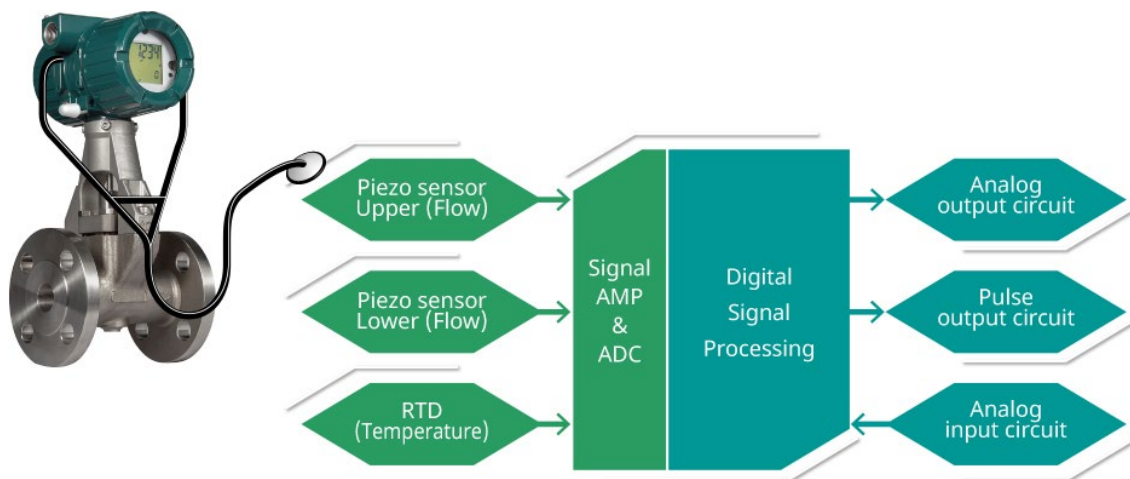 1234
Piezo sensor
Upper (Flow)
Piezo sensor
Lower (Flow)
RTD
(Temperature)
Signal
AMP
&
ADC
Digital
Signal
Processing
Analog
output circuit
Pulse
output circuit
Analog
input circuit